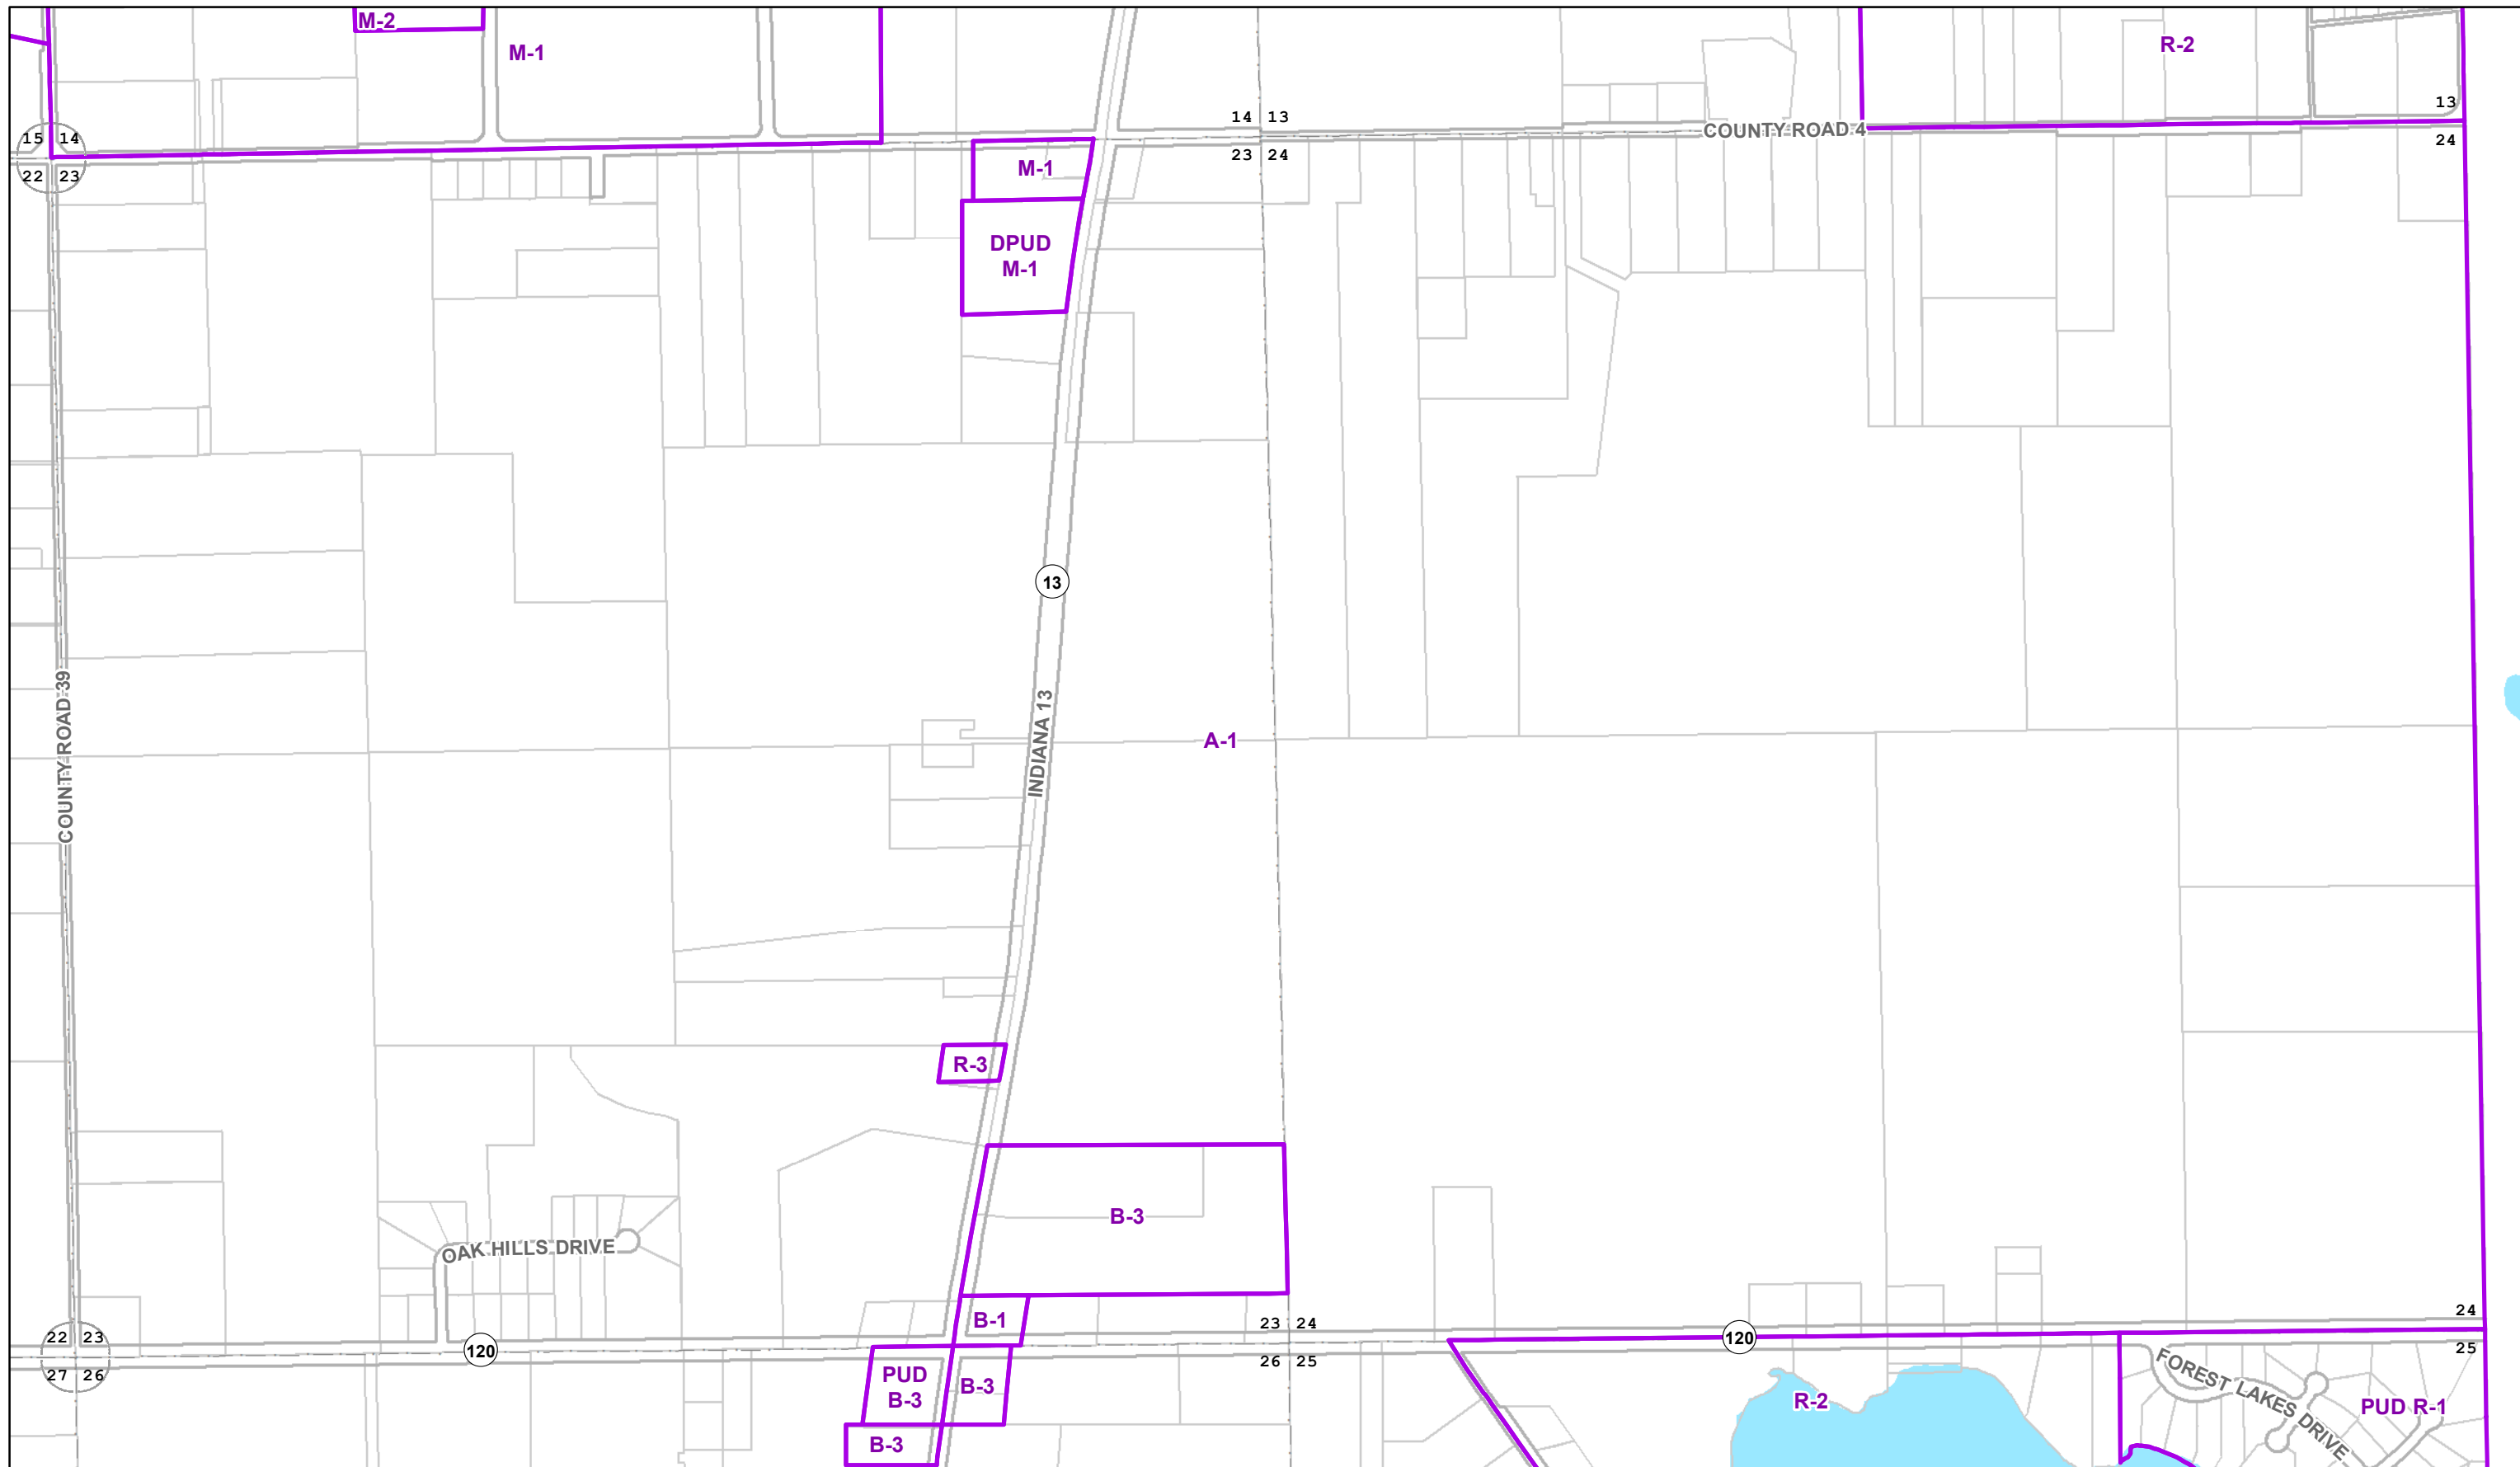 M-2
M-1
R-2
14 13
13
15 14
COUNTY ROAD 4
23 24
24
22 23
M-1
DPUD
M-1
13
COUNTY ROAD 39
INDIANA 13
A-1
R-3
B-3
OAK HILLS DRIVE
B-1
23 24
24
22 23
120
120
26 25
25
27 26
PUD
B-3
B-3
R-2
FOREST LAKES DRIVE
PUD R-1
B-3